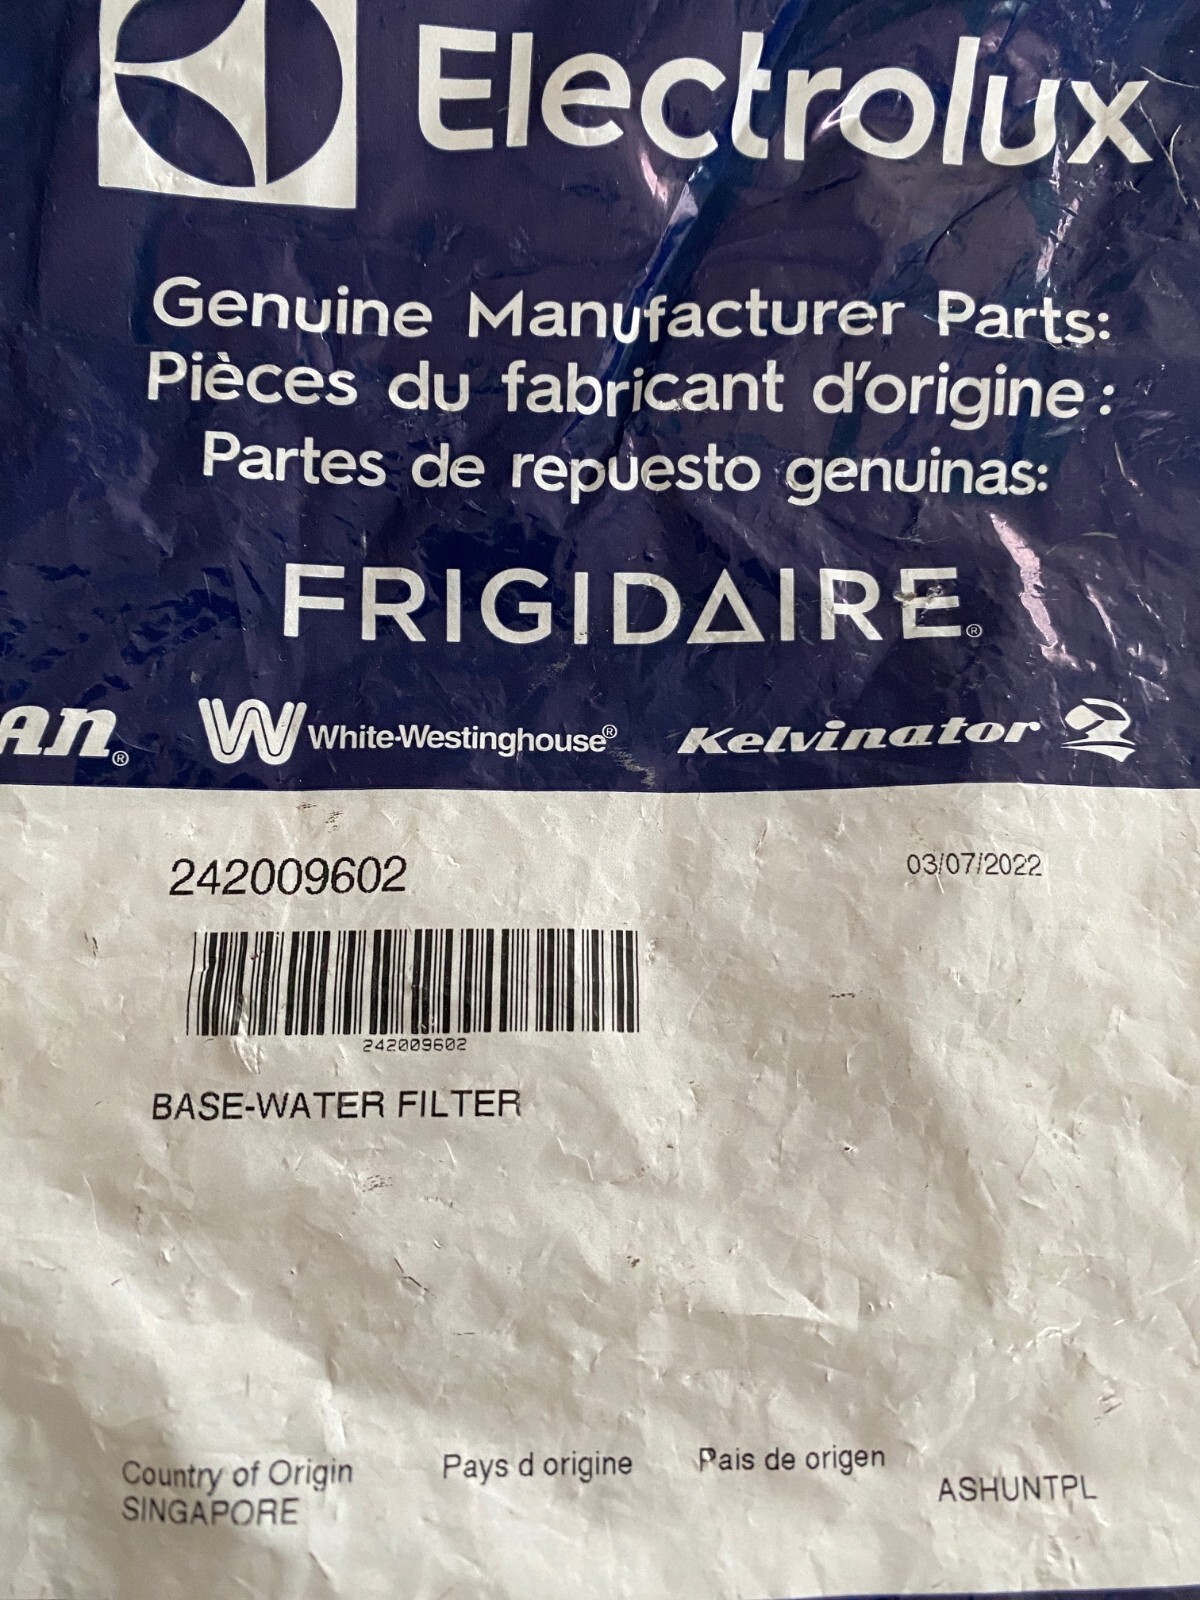 Electrolux
Genuine Manufacturer Parts:
Pièces du fabricant d'origine :
Partes de repuesto genuinas:
FRIGIDAIRE®
an® White-Westinghouse® Kelvinator
242009602 03/07/2022
242009602
BASE-WATER FILTER
Country of Origin Pays d origine Pais de origen
SINGAPORE ASHUNTPL